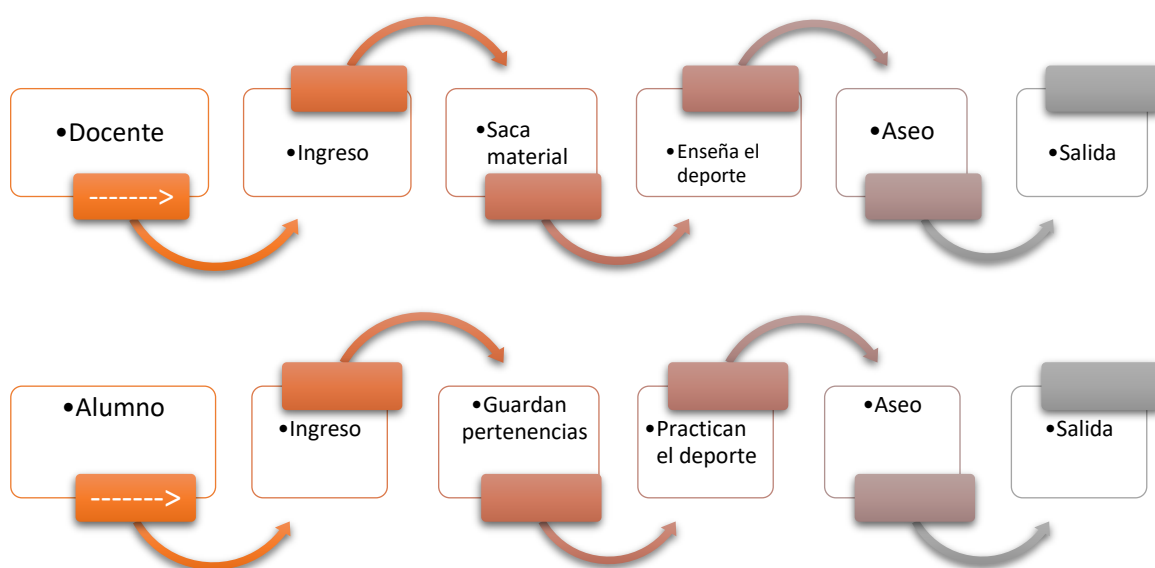 •Docente
------->
•Ingreso
•Saca
material
•Enseña el
deporte
•Aseo
•Salida
•Alumno
------->
•Ingreso
•Guardan
pertenencias
•Practican
el deporte
•Aseo
•Salida